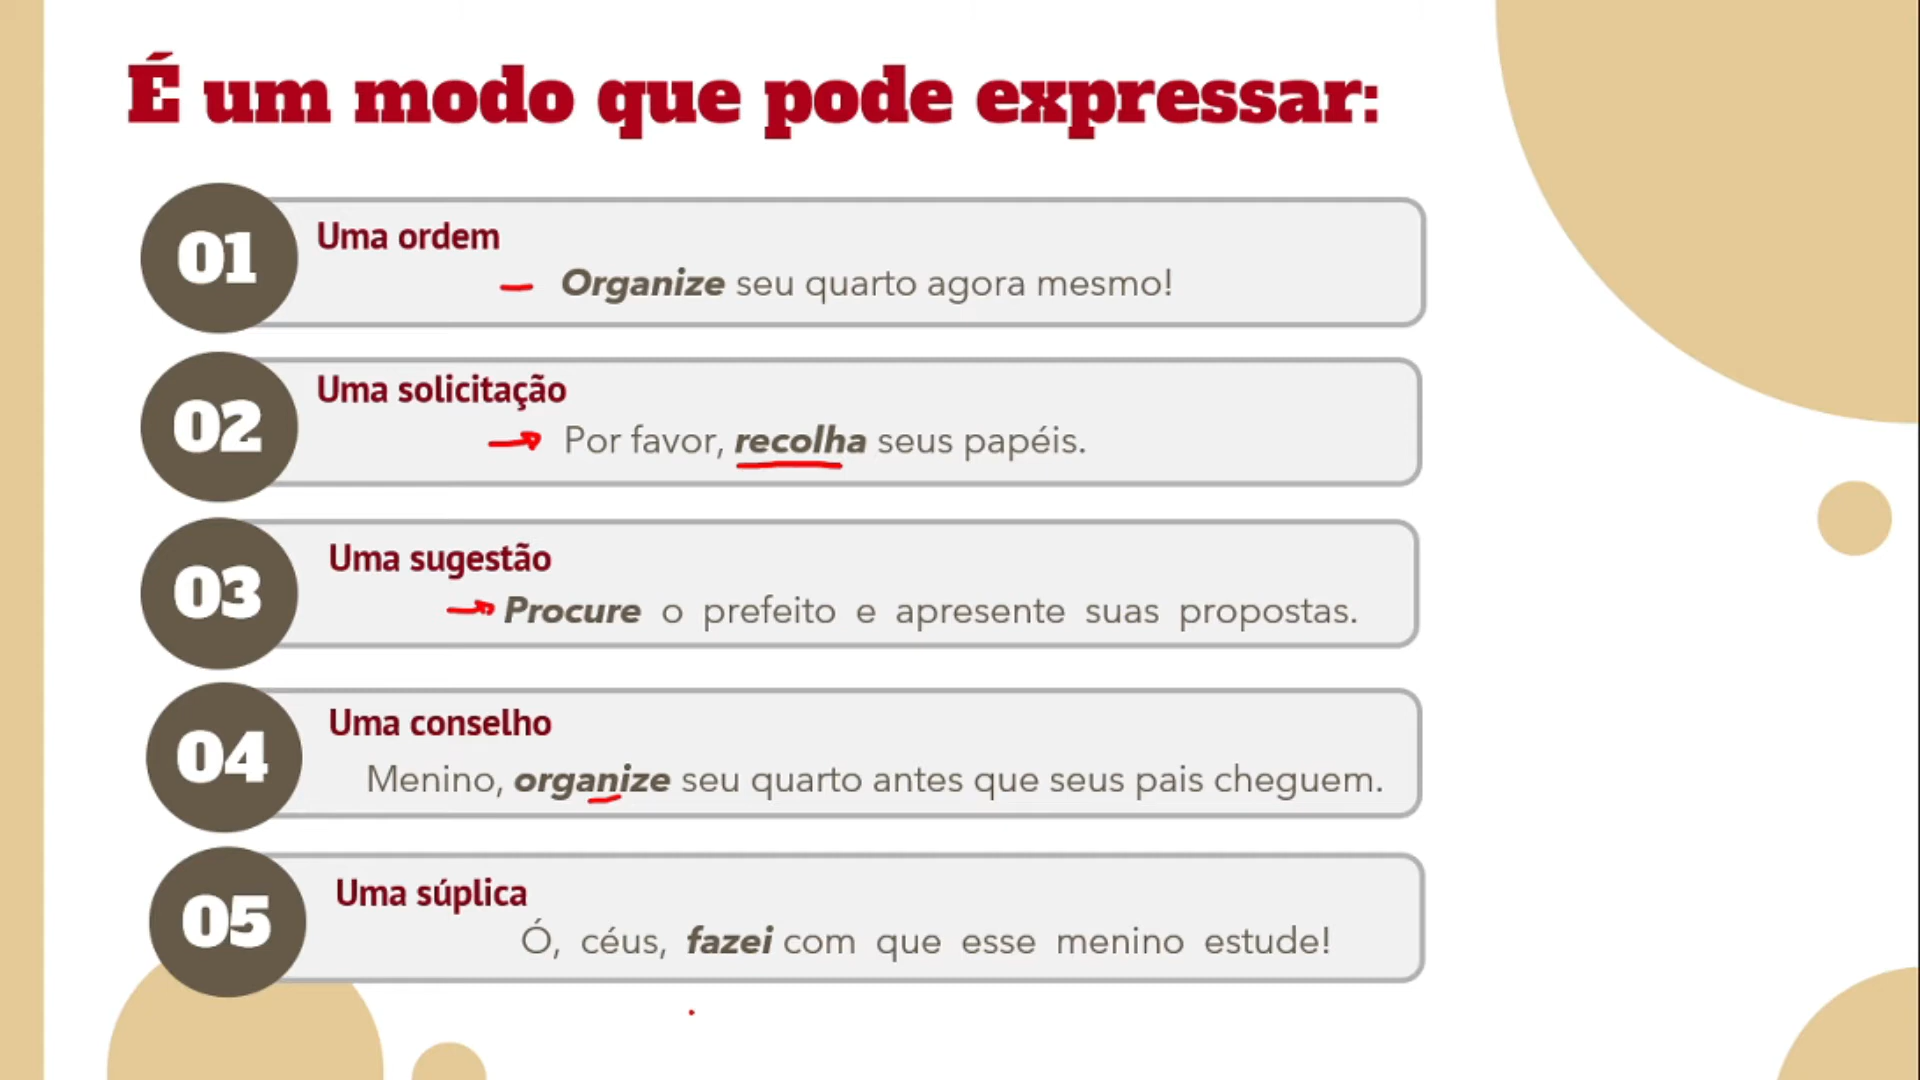 É um modo que pode expressar:
01
Uma ordem
Organize seu quarto agora mesmo!
02
Uma solicitação
Por favor, recolha seus papéis.
03
Uma sugestão
Procure o prefeito e apresente suas propostas.
04
Uma conselho
Menino, organize seu quarto antes que seus pais cheguem.
05
Uma súplica
Ó, céus, fazei com que esse menino estude!